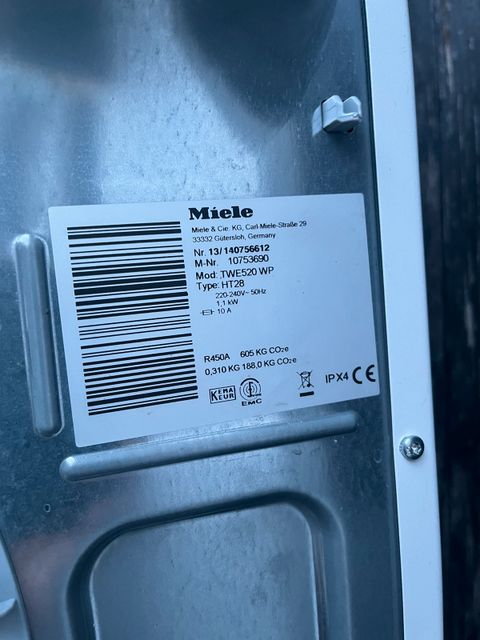 Miele
Miele & Cie. KG, Carl-Miele-Straße 29
33332 Gütersloh, Germany
Nr. 13/ 140756612
M-Nr. 10753690
Mod: TWE520 WP
Type: HT28
220-240V~ 50Hz
1,1 kW
10 A
R450A 605 KG CO₂e
0,310 KG 188,0 KG CO₂e
KEMA
KEUR
EMC
IPX4 CE